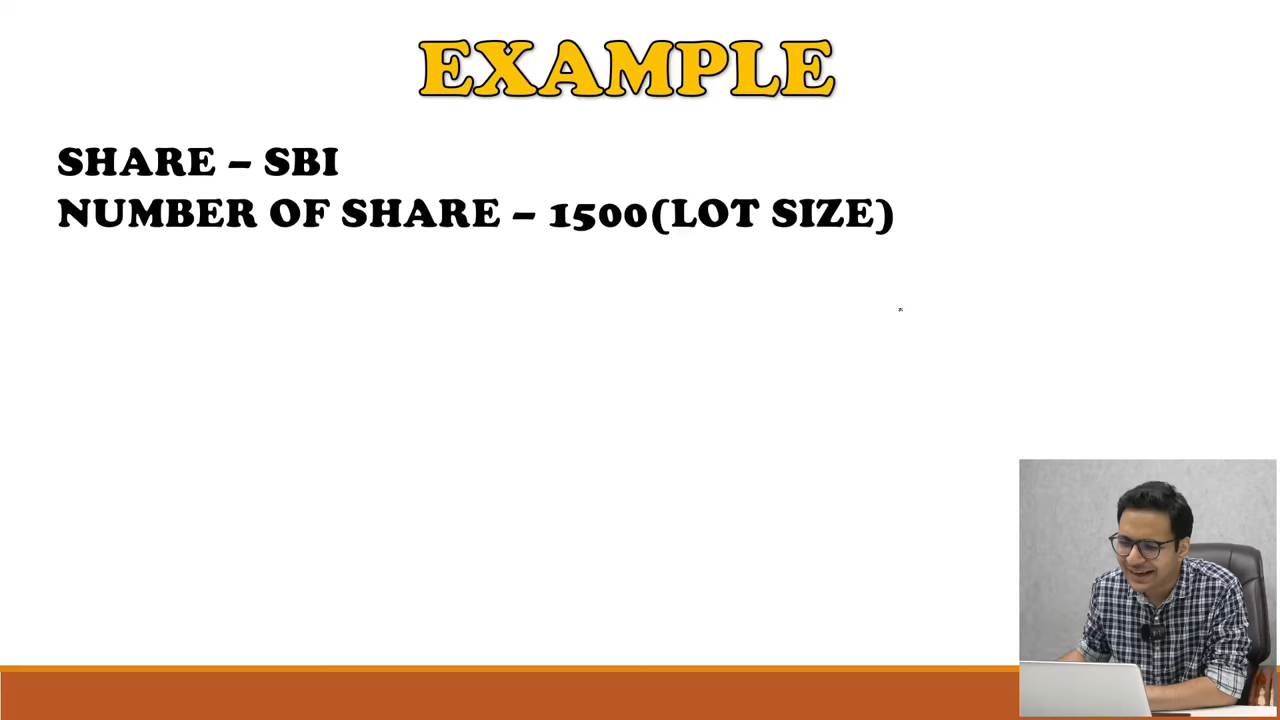 EXAMPLE
SHARE – SBI
NUMBER OF SHARE – 1500(LOT SIZE)